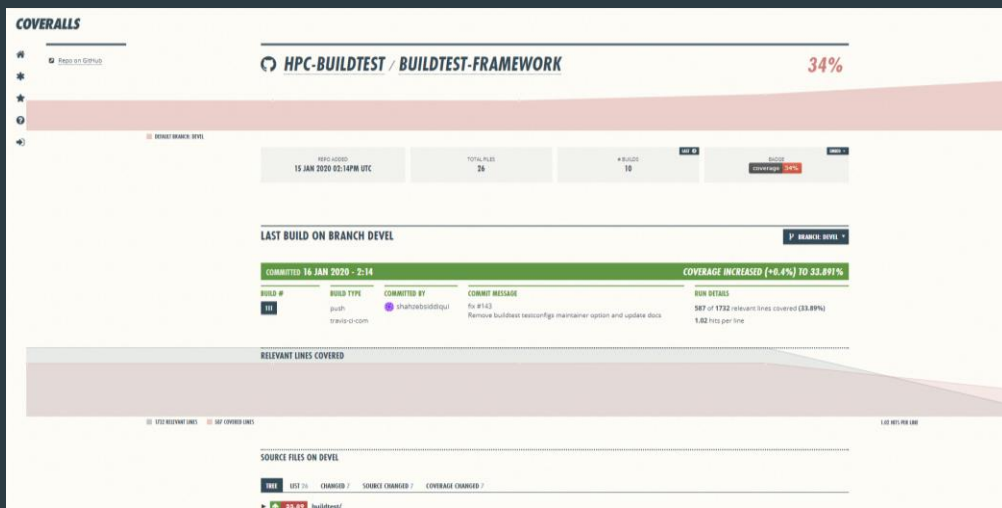 COVERALLS
Repo on GitHub
HPC-BUILDTEST / BUILDTEST-FRAMEWORK
34%
DEFAULT BRANCH: DEVEL
REPO ADDED
15 JAN 2020 02:14PM UTC
TOTAL FILES
26
# BUILDS
10
LAST
BADGE
coverage 34%
EMBED
LAST BUILD ON BRANCH DEVEL
BRANCH: DEVEL
COMMITTED 16 JAN 2020 - 2:14
COVERAGE INCREASED (+0.4%) TO 33.891%
BUILD #
111
BUILD TYPE
push
travis-ci-com
COMMITTED BY
shahzebsiddiqui
COMMIT MESSAGE
fix #143
Remove buildtest testconfigs maintainer option and update docs
RUN DETAILS
587 of 1732 relevant lines covered (33.89%)
1.02 hits per line
RELEVANT LINES COVERED
1732 RELEVANT LINES
587 COVERED LINES
1.02 HITS PER LINE
SOURCE FILES ON DEVEL
TREE
LIST 26
CHANGED 7
SOURCE CHANGED 7
COVERAGE CHANGED 7
buildtest/